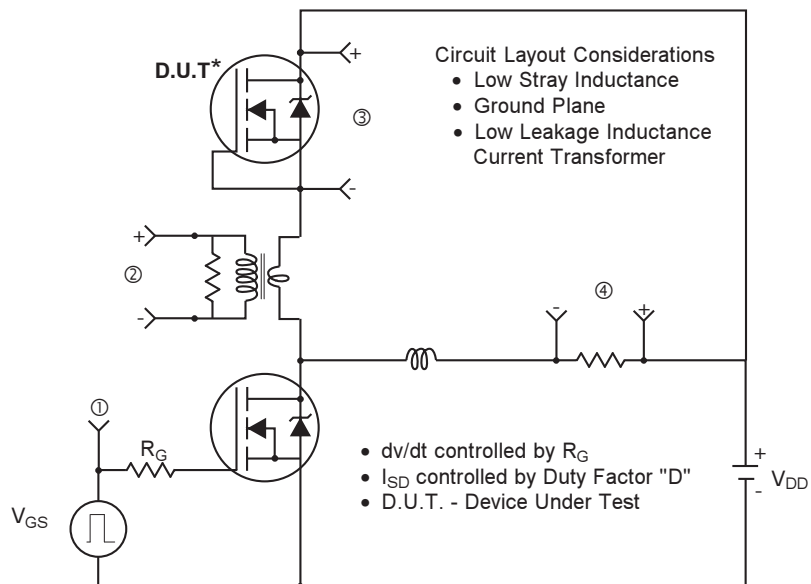 D.U.T*
+
③
-
Circuit Layout Considerations
• Low Stray Inductance
• Ground Plane
• Low Leakage Inductance
Current Transformer
+
②
-
④
- +
①
R_G
V_GS
• dv/dt controlled by R_G
• I_SD controlled by Duty Factor "D"
• D.U.T. - Device Under Test
+
V_DD
-